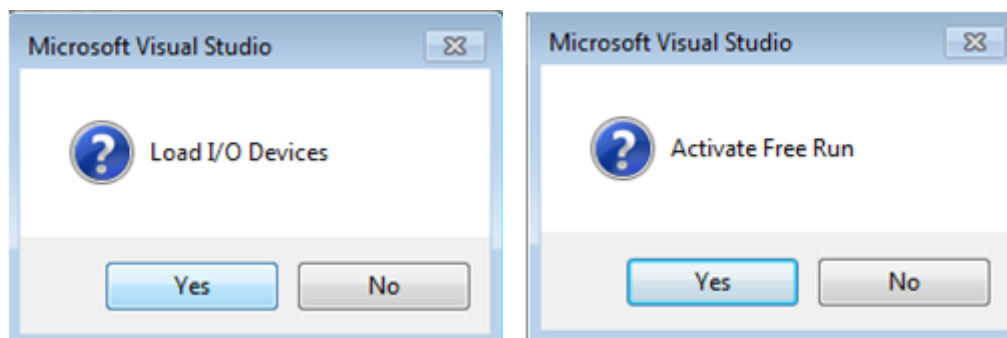 Microsoft Visual Studio
Load I/O Devices
Yes No
Microsoft Visual Studio
Activate Free Run
Yes No